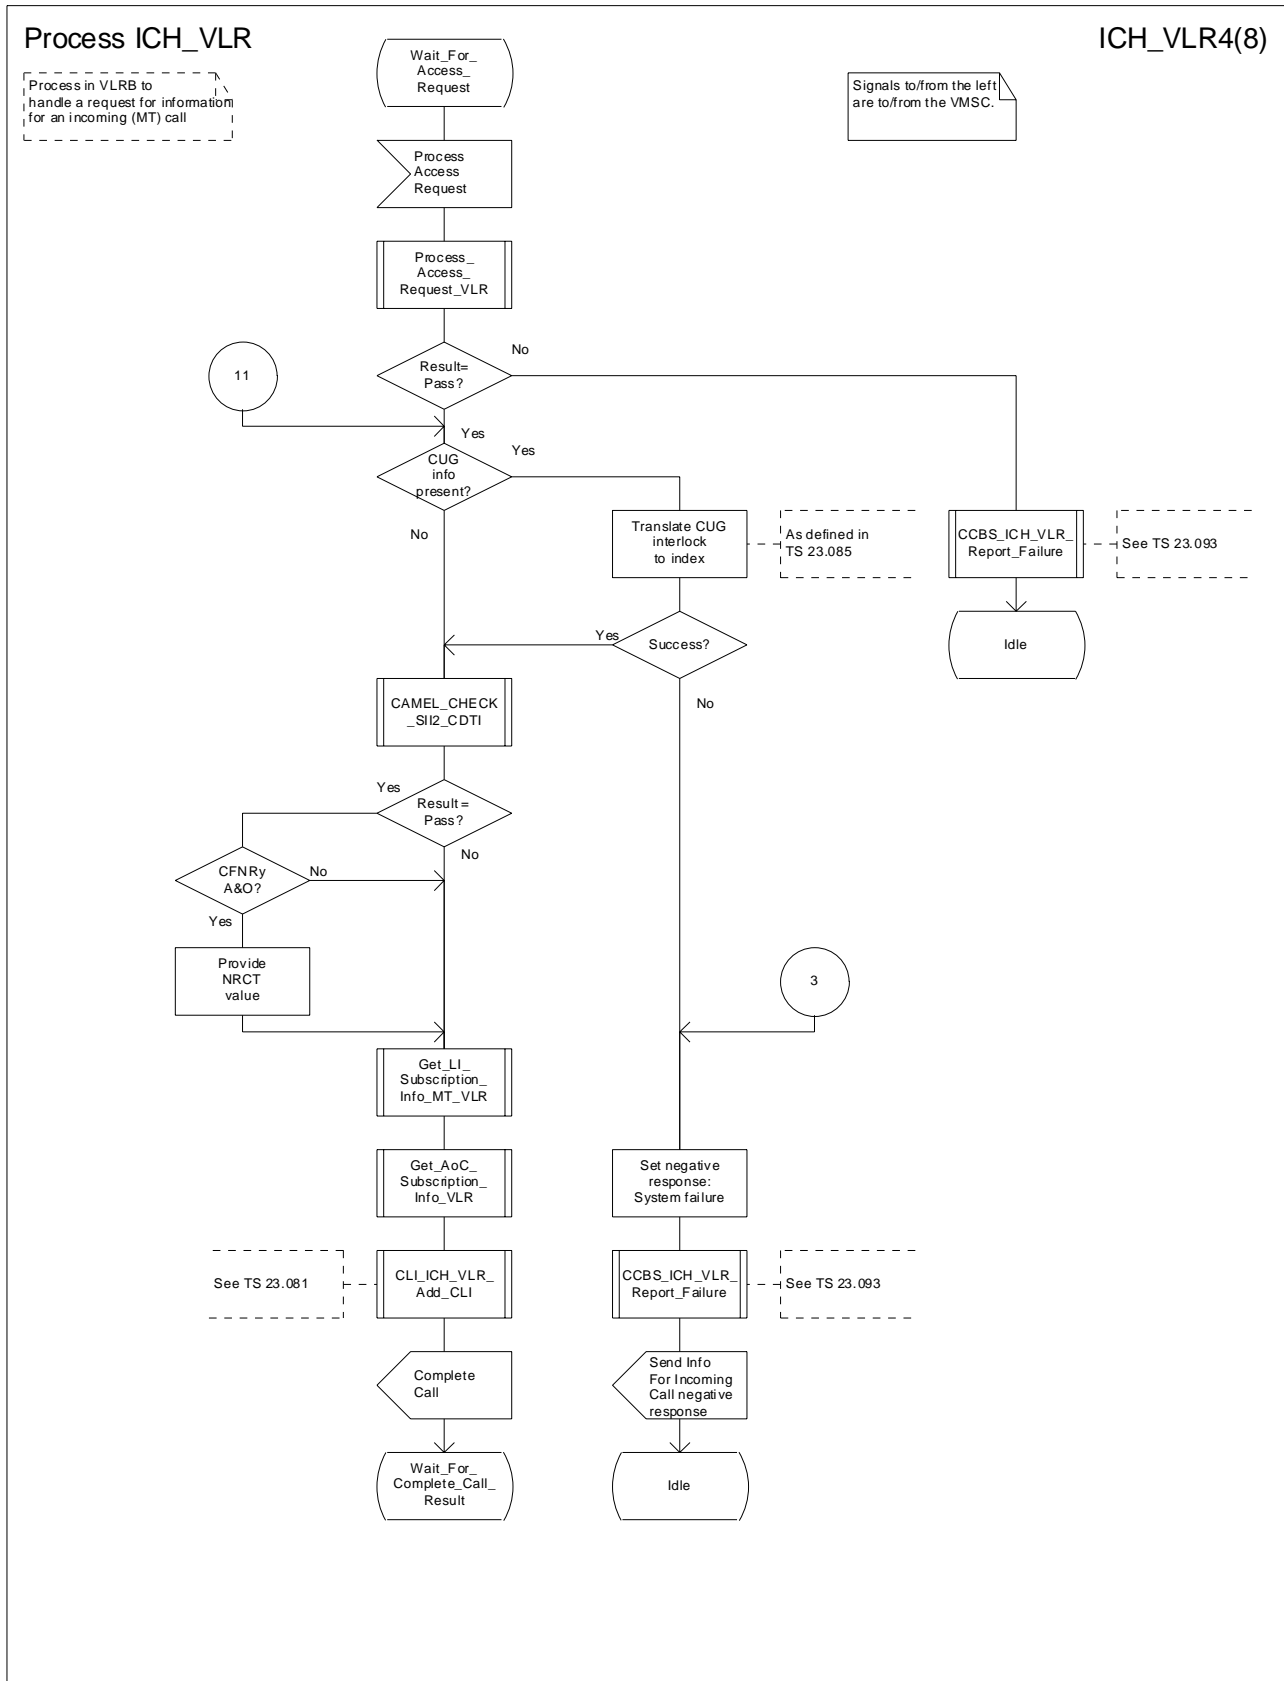 Process ICH_VLR
ICH_VLR4(8)
Process in VLRB to
handle a request for information
for an incoming (MT) call
Wait_For_
Access_
Request
Signals to/from the left
are to/from the VMSC.
Process
Access
Request
Process_
Access_
Request_VLR
No
11
Result=
Pass?
Yes
Yes
CUG
info
present?
No
Translate CUG
interlock
to index
As defined in
TS 23.085
CCBS_ICH_VLR_
Report_Failure
See TS 23.093
Yes
Success?
Idle
No
CAMEL_CHECK
_SII2_CDTI
Yes
Result=
Pass?
No
CFNRy
A&O?
No
Yes
Provide
NRCT
value
3
Get_LI_
Subscription_
Info_MT_VLR
Get_AoC_
Subscription_
Info_VLR
Set negative
response:
System failure
See TS 23.081
CLI_ICH_VLR_
Add_CLI
CCBS_ICH_VLR_
Report_Failure
See TS 23.093
Complete
Call
Send Info
For Incoming
Call negative
response
Wait_For_
Complete_Call_
Result
Idle